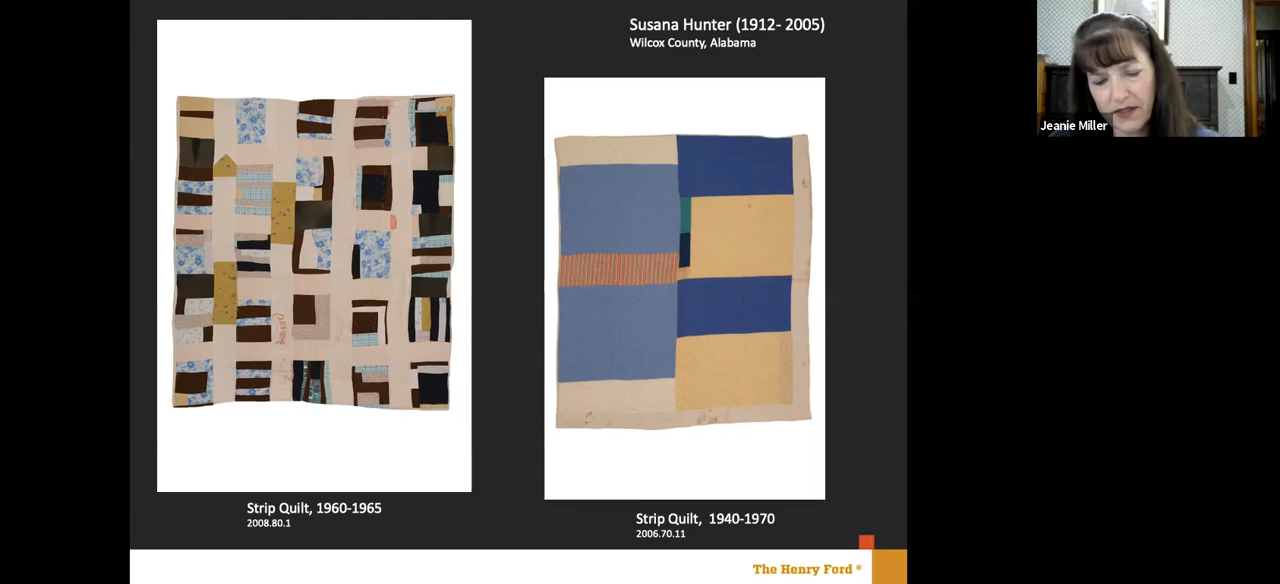 Susana Hunter (1912- 2005)
Wilcox County, Alabama
Jeanie Miller
Strip Quilt, 1960-1965
2008.80.1
Strip Quilt,  1940-1970
2006.70.11
The Henry Ford ®